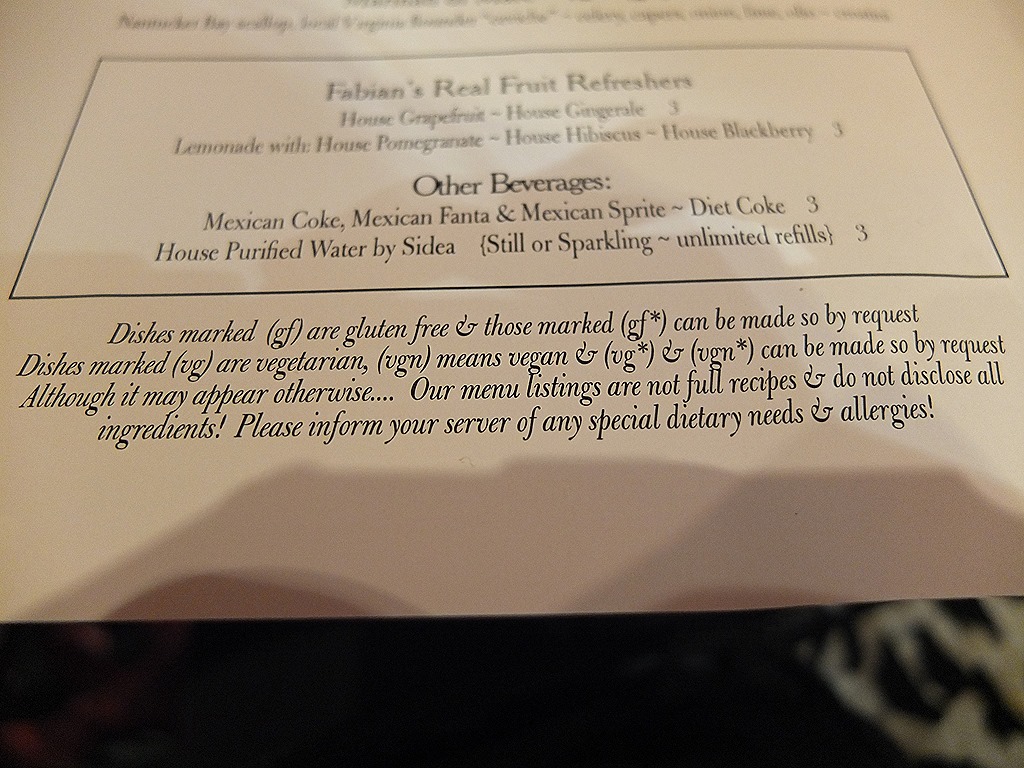 Fabian's Real Fruit Refreshers
House Grapefruit ~ House Gingerale 3
Lemonade with: House Pomegranate ~ House Hibiscus ~ House Blackberry 3
Other Beverages:
Mexican Coke, Mexican Fanta & Mexican Sprite ~ Diet Coke 3
House Purified Water by Sidea {Still or Sparkling ~ unlimited refills} 3
Dishes marked (gf) are gluten free & those marked (gf*) can be made so by request
Dishes marked (vg) are vegetarian, (vgn) means vegan & (vg*) & (vgn*) can be made so by request
Although it may appear otherwise.... Our menu listings are not full recipes & do not disclose all
ingredients! Please inform your server of any special dietary needs & allergies!